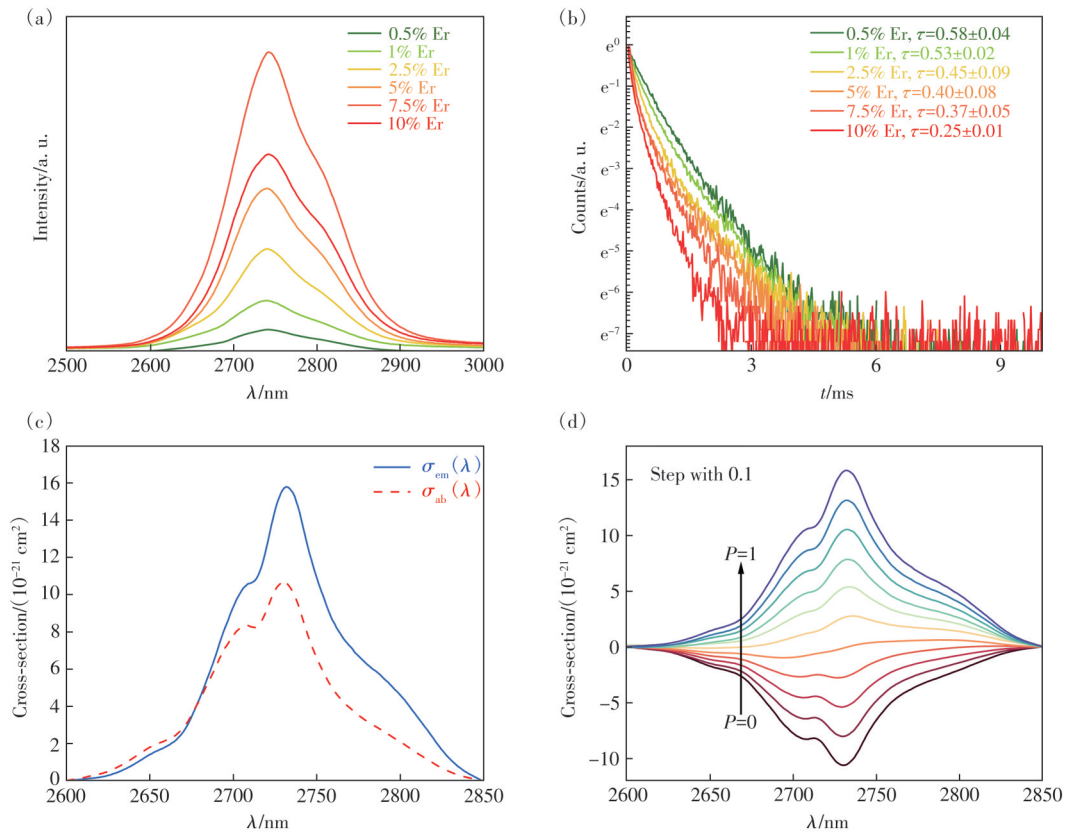 (a)
0.5% Er
1% Er
2.5% Er
5% Er
7.5% Er
10% Er
Intensity/a. u.
2500 2600 2700 2800 2900 3000
λ/nm
(b)
0.5% Er, τ=0.58±0.04
1% Er, τ=0.53±0.02
2.5% Er, τ=0.45±0.09
5% Er, τ=0.40±0.08
7.5% Er, τ=0.37±0.05
10% Er, τ=0.25±0.01
Counts/a. u.
e⁰
e⁻¹
e⁻²
e⁻³
e⁻⁴
e⁻⁵
e⁻⁶
e⁻⁷
0 3 6 9
t/ms
(c)
σem(λ)
σab(λ)
Cross-section/(10⁻²¹ cm²)
18
16
14
12
10
8
6
4
2
0
2600 2650 2700 2750 2800 2850
λ/nm
(d)
Step with 0.1
P=1
P=0
Cross-section/(10⁻²¹ cm²)
15
10
5
0
-5
-10
2600 2650 2700 2750 2800 2850
λ/nm